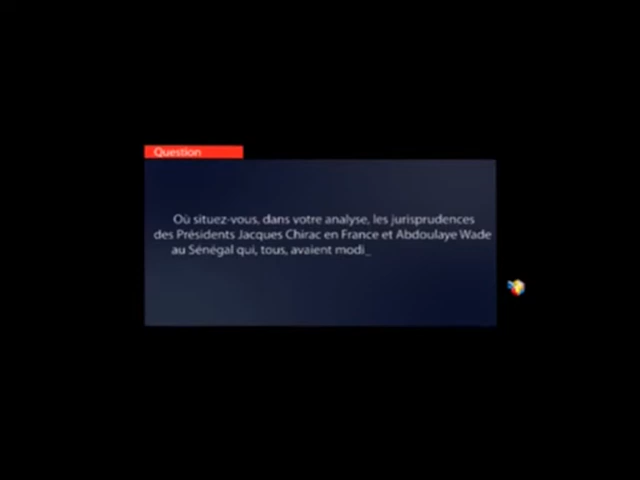 Question
Où situez-vous, dans votre analyse, les jurisprudences
des Présidents Jacques Chirac en France et Abdoulaye Wade
au Sénégal qui, tous, avaient modi_